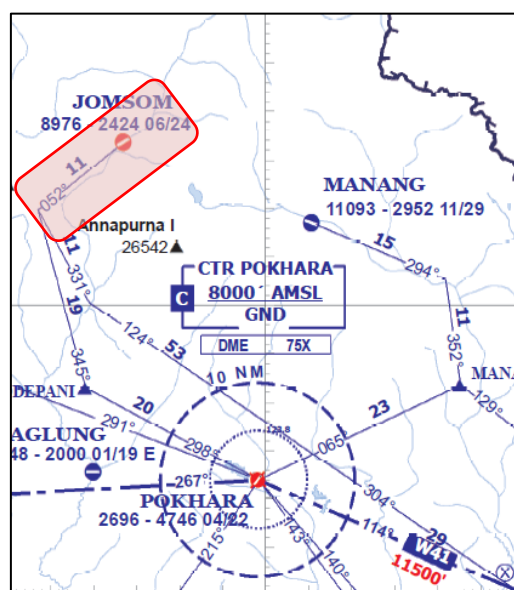 JOMSOM
8976 - 2424 06/24
11
052°
MANANG
11093 - 2952 11/29
Annapurna I
26542
11
331°
19
15
294°
CTR POKHARA
C
8000´ AMSL
GND
DME 75X
124°
53
11
352°
345°
10 NM
DEPANI
MANA
129°
20
291°
23
122.8
AGLUNG
298°
065°
48 - 2000 01/19 E
267°
304°
POKHARA
2696 - 4746 04/22
114°
29
215°
143°
140°
W41
11500'